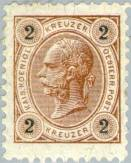 KREUZER
KAIS. KOENIGL. OESTERR. POST
2 2
2 2
KREUZER